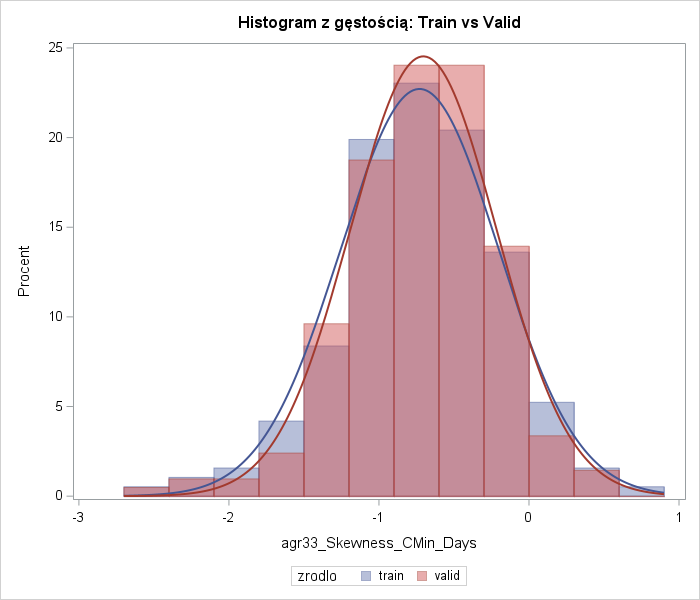 Histogram z gęstością: Train vs Valid
25
20
15
10
5
0
Procent
-3 -2 -1 0 1
agr33_Skewness_CMin_Days
zrodlo train valid